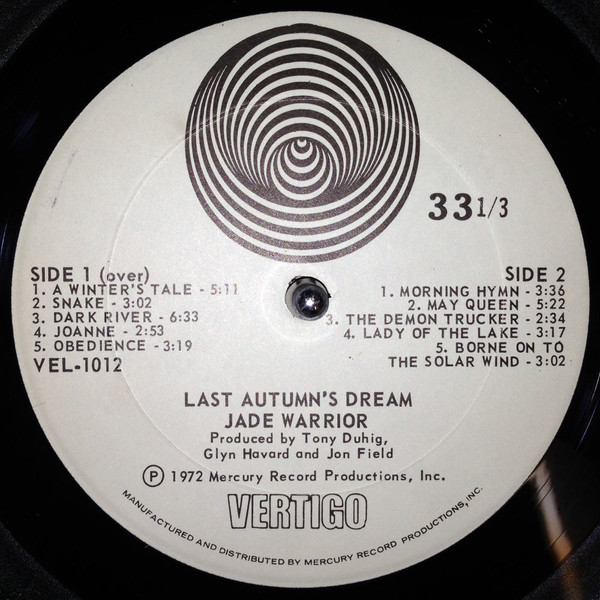 33 1/3
SIDE 1 (over)
1. A WINTER'S TALE - 5:11
2. SNAKE - 3:02
3. DARK RIVER - 6:33
4. JOANNE - 2:53
5. OBEDIENCE - 3:19
VEL-1012
SIDE 2
1. MORNING HYMN - 3:36
2. MAY QUEEN - 5:22
3. THE DEMON TRUCKER - 2:34
4. LADY OF THE LAKE - 3:17
5. BORNE ON TO
THE SOLAR WIND - 3:02
LAST AUTUMN'S DREAM
JADE WARRIOR
Produced by Tony Duhig,
Glyn Havard and Jon Field
Ⓟ 1972 Mercury Record Productions, Inc.
VERTIGO
MANUFACTURED AND DISTRIBUTED BY MERCURY RECORD PRODUCTIONS, INC.